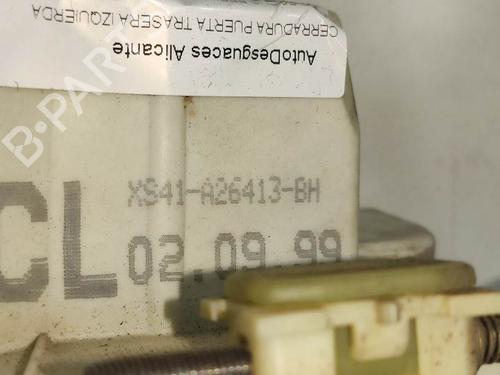 CERRADURA PUERTA TRASERA IZQUIERDA
AutoDesguaces Alicante
B-PARTS
XS41-A26413-BH
CL 02.09.99